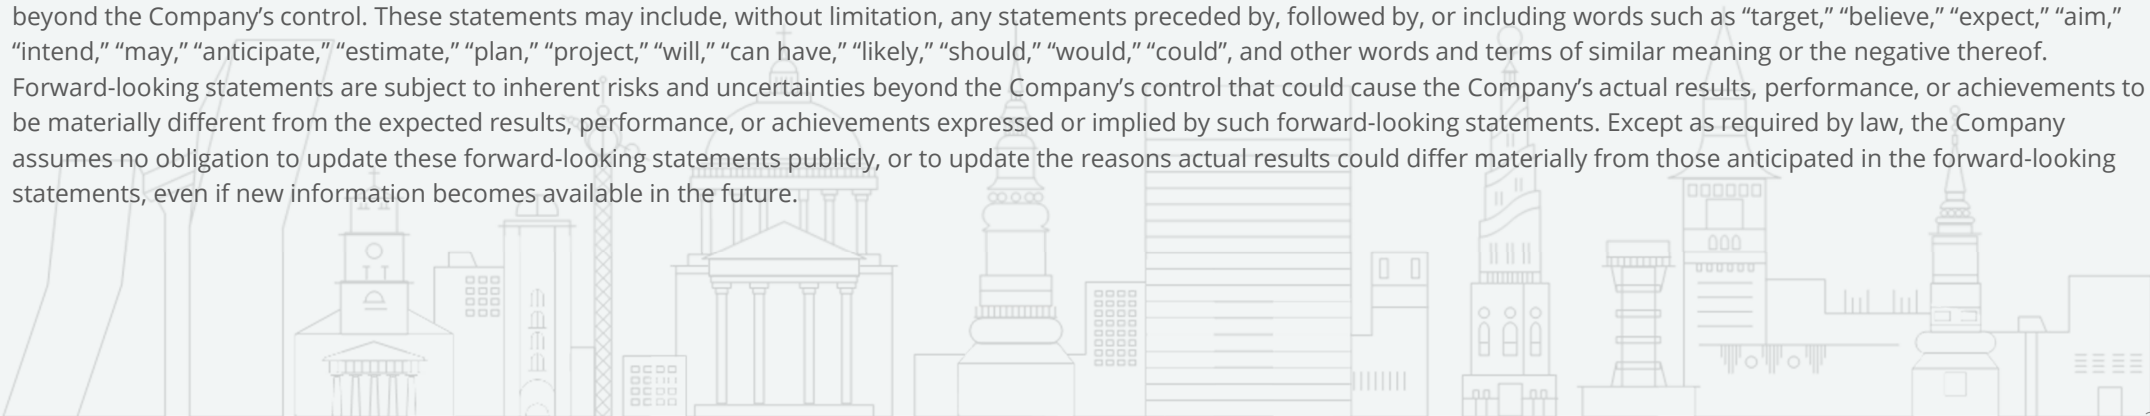 beyond the Company’s control. These statements may include, without limitation, any statements preceded by, followed by, or including words such as “target,” “believe,” “expect,” “aim,”
“intend,” “may,” “anticipate,” “estimate,” “plan,” “project,” “will,” “can have,” “likely,” “should,” “would,” “could”, and other words and terms of similar meaning or the negative thereof.
Forward-looking statements are subject to inherent risks and uncertainties beyond the Company’s control that could cause the Company’s actual results, performance, or achievements to
be materially different from the expected results, performance, or achievements expressed or implied by such forward-looking statements. Except as required by law, the Company
assumes no obligation to update these forward-looking statements publicly, or to update the reasons actual results could differ materially from those anticipated in the forward-looking
statements, even if new information becomes available in the future.